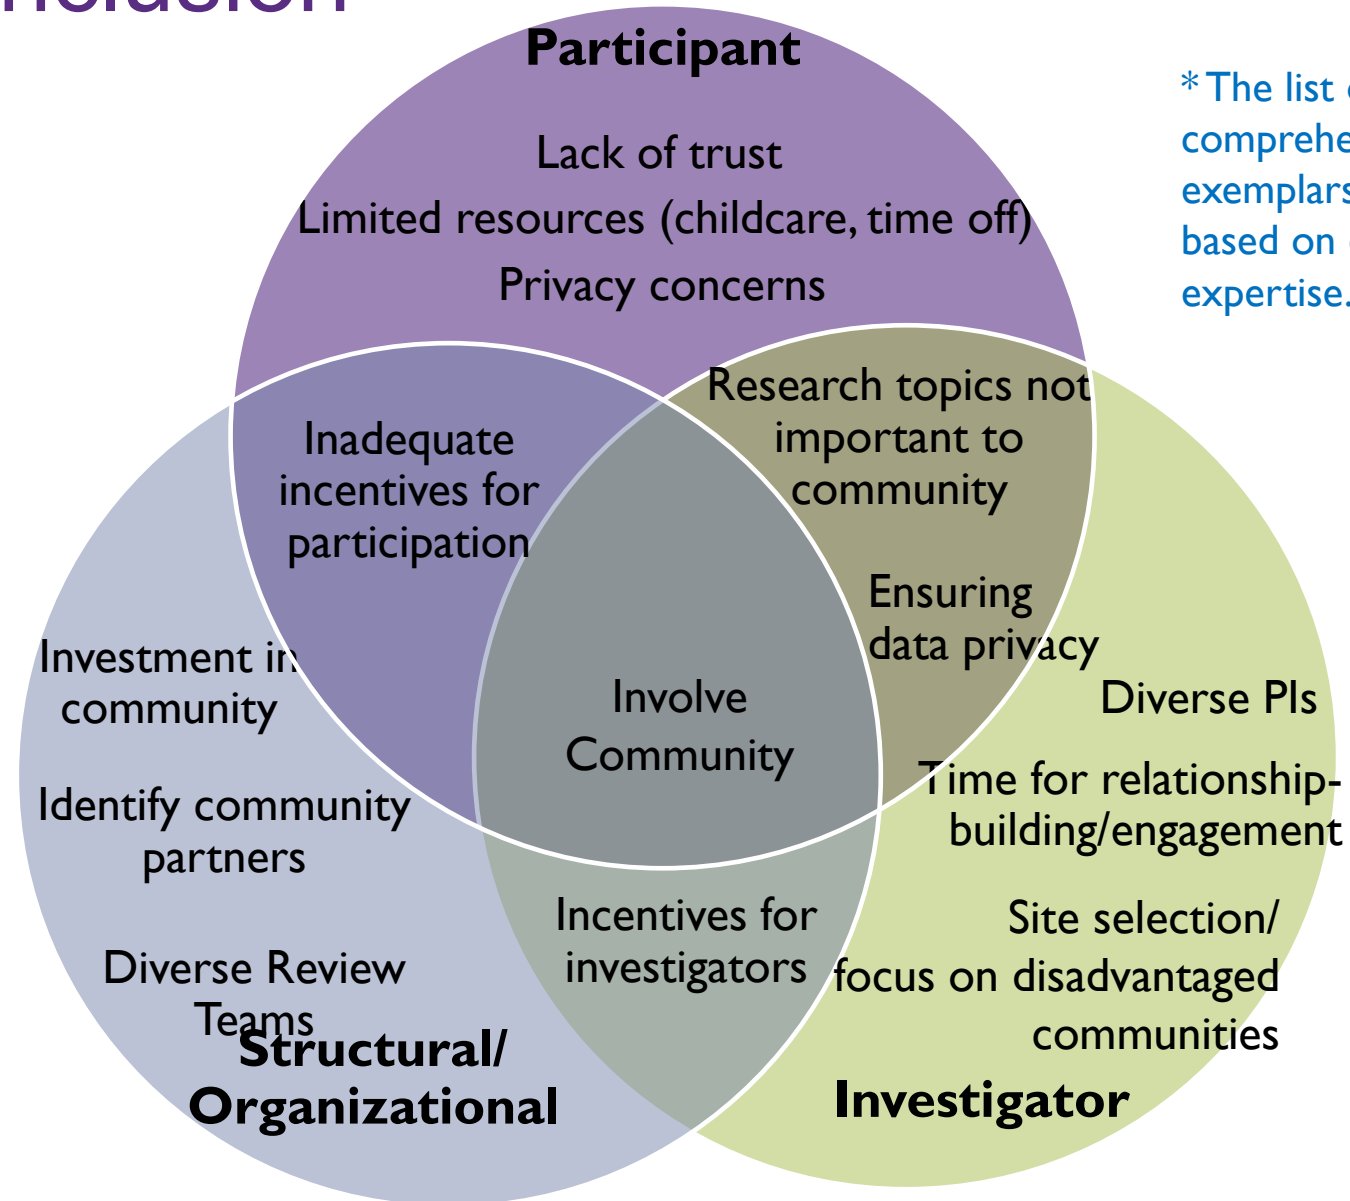 nclusion
Participant
* The list
comprehe
exemplars
based on
expertise.
Lack of trust
Limited resources (childcare, time off)
Privacy concerns
Research topics not
important to
community
Inadequate
incentives for
participation
Ensuring
data privacy
Investment in
community
Involve
Community
Diverse PIs
Time for relationship-
building/engagement
Identify community
partners
Incentives for
investigators
Site selection/
focus on disadvantaged
communities
Diverse Review
Teams
Structural/
Organizational
Investigator